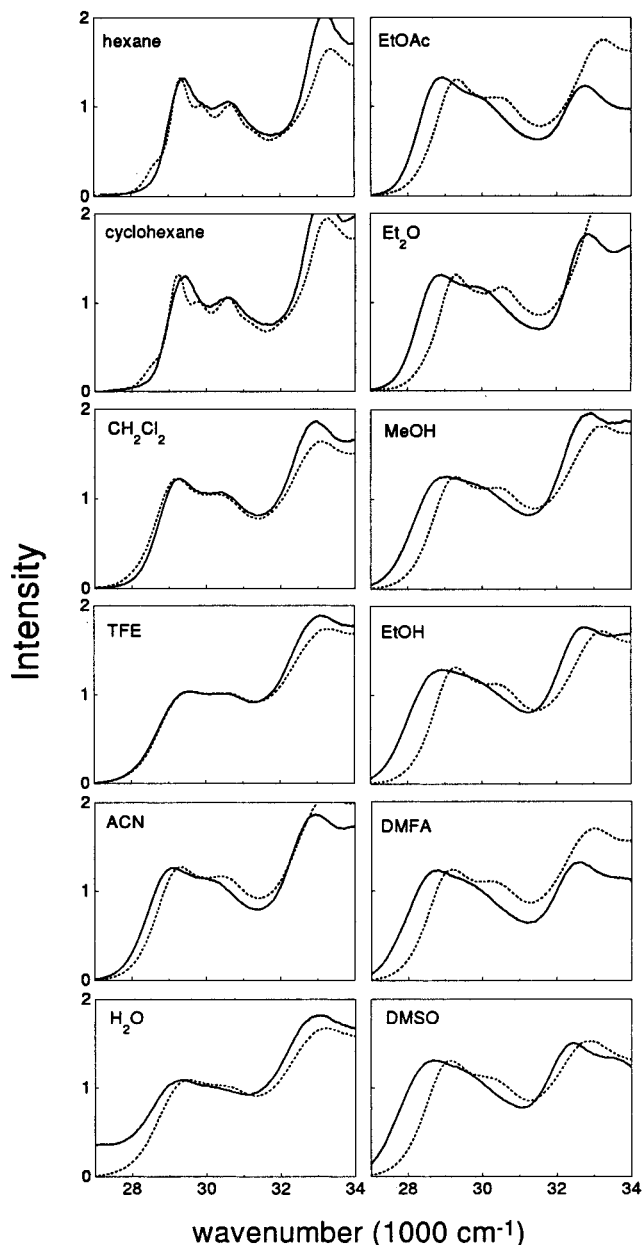 2
hexane
1
0
EtOAc
2
cyclohexane
1
0
Et₂O
2
CH₂Cl₂
1
0
MeOH
2
TFE
1
0
EtOH
2
ACN
1
0
DMFA
2
H₂O
1
0
DMSO
28 30 32 34
28 30 32 34
Intensity
wavenumber (1000 cm⁻¹)